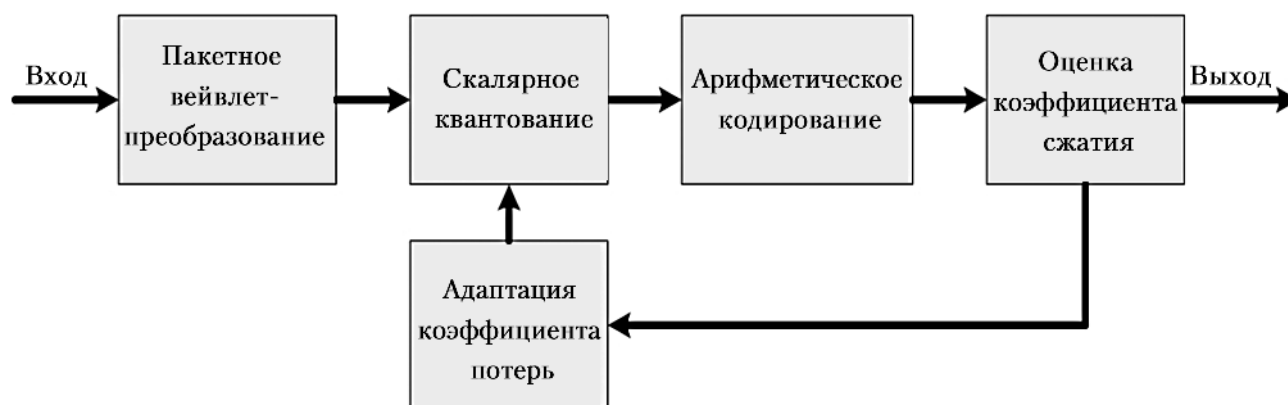 Вход
Пакетное
вейвлет-
преобразование
Скалярное
квантование
Арифметическое
кодирование
Оценка
коэффициента
сжатия
Выход
Адаптация
коэффициента
потерь